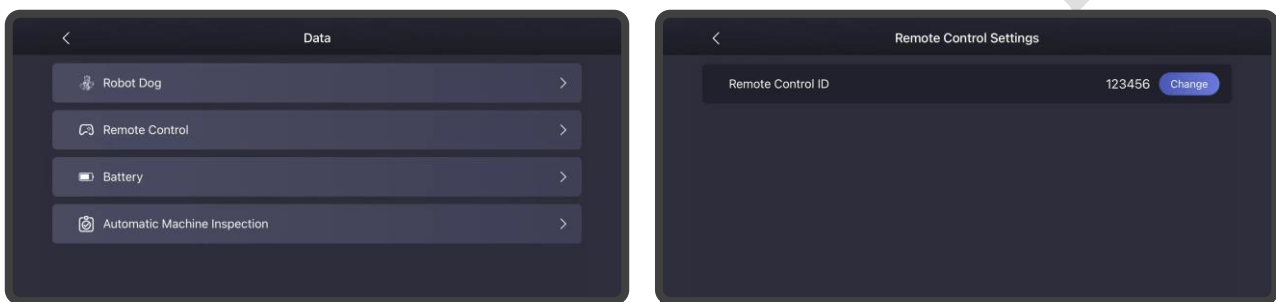 Data
Robot Dog
Remote Control
Battery
Automatic Machine Inspection
Remote Control Settings
Remote Control ID 123456 Change